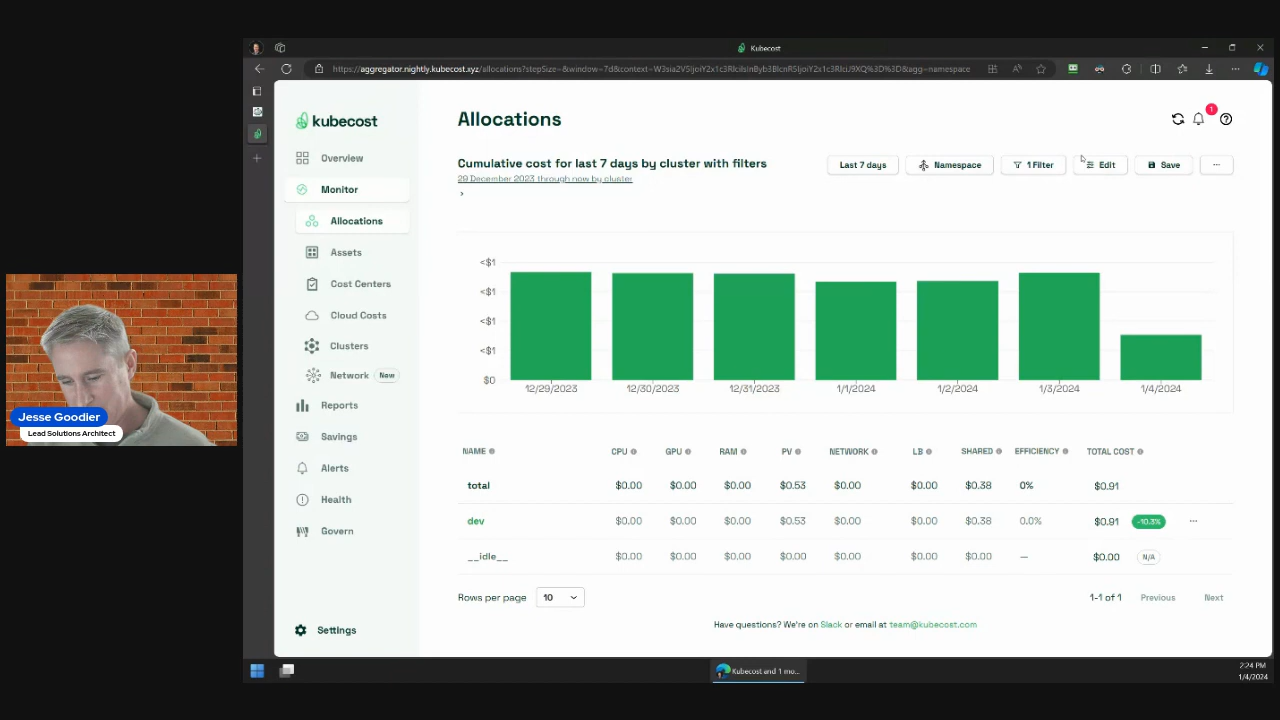 Kubecost
https://aggregator.nightly.kubecost.xyz/allocations?stepSize=&window=7d&context=
&agg=namespace
kubecost
Overview
Monitor
Allocations
Assets
Cost Centers
Cloud Costs
Clusters
Network New
Reports
Savings
Alerts
Health
Govern
Settings
Allocations
1
Cumulative cost for last 7 days by cluster with filters
29 December 2023 through now by cluster
Last 7 days
Namespace
1 Filter
Edit
Save
<$1
<$1
<$1
<$1
$0
12/29/2023 12/30/2023 12/31/2023 1/1/2024 1/2/2024 1/3/2024 1/4/2024
NAME CPU GPU RAM PV NETWORK LB SHARED EFFICIENCY TOTAL COST
total $0.00 $0.00 $0.00 $0.53 $0.00 $0.00 $0.38 0% $0.91
dev $0.00 $0.00 $0.00 $0.53 $0.00 $0.00 $0.38 0.0% $0.91 -10.3%
__idle__ $0.00 $0.00 $0.00 $0.00 $0.00 $0.00 $0.00 — $0.00 N/A
Rows per page 10
1-1 of 1 Previous Next
Have questions? We're on Slack or email at team@kubecost.com
Jesse Goodier
Lead Solutions Architect
Kubecost and 1 mo...
2:24 PM
1/4/2024